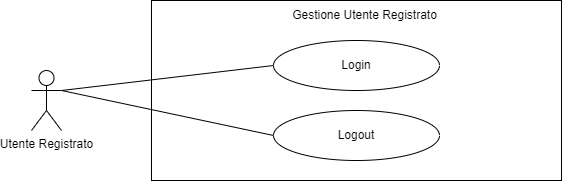 Gestione Utente Registrato
Login
Logout
Utente Registrato